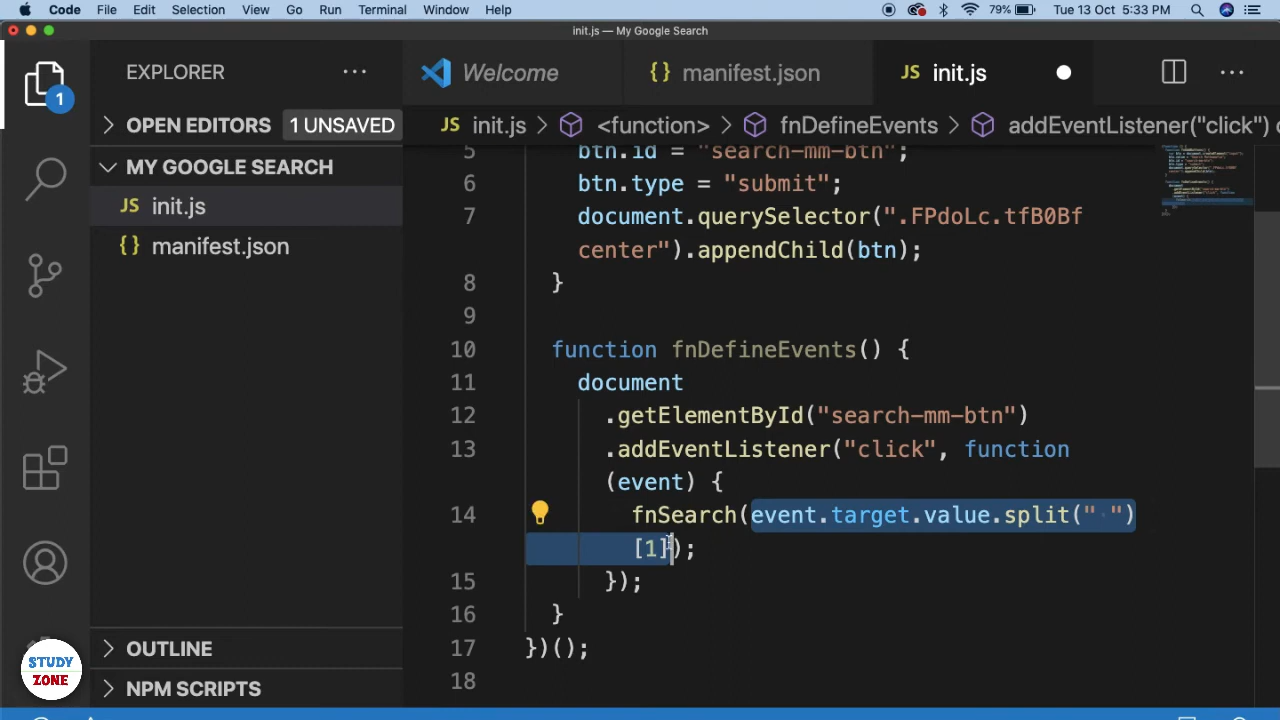 Code File Edit Selection View Go Run Terminal Window Help 79% Tue 13 Oct 5:33 PM
init.js — My Google Search
EXPLORER ··· Welcome {} manifest.json JS init.js ···
1
OPEN EDITORS 1 UNSAVED JS init.js > <function> > fnDefineEvents > addEventListener("click") c
MY GOOGLE SEARCH
JS init.js
{} manifest.json
5 btn.id = "search-mm-btn";
6 btn.type = "submit";
7 document.querySelector(".FPdoLc.tfB0Bf
center").appendChild(btn);
8 }
9
10 function fnDefineEvents() {
11 document
12 .getElementById("search-mm-btn")
13 .addEventListener("click", function
(event) {
14 fnSearch(event.target.value.split(" ")
[1]);
15 });
16 }
17 })();
18
OUTLINE
NPM SCRIPTS
STUDY
ZONE